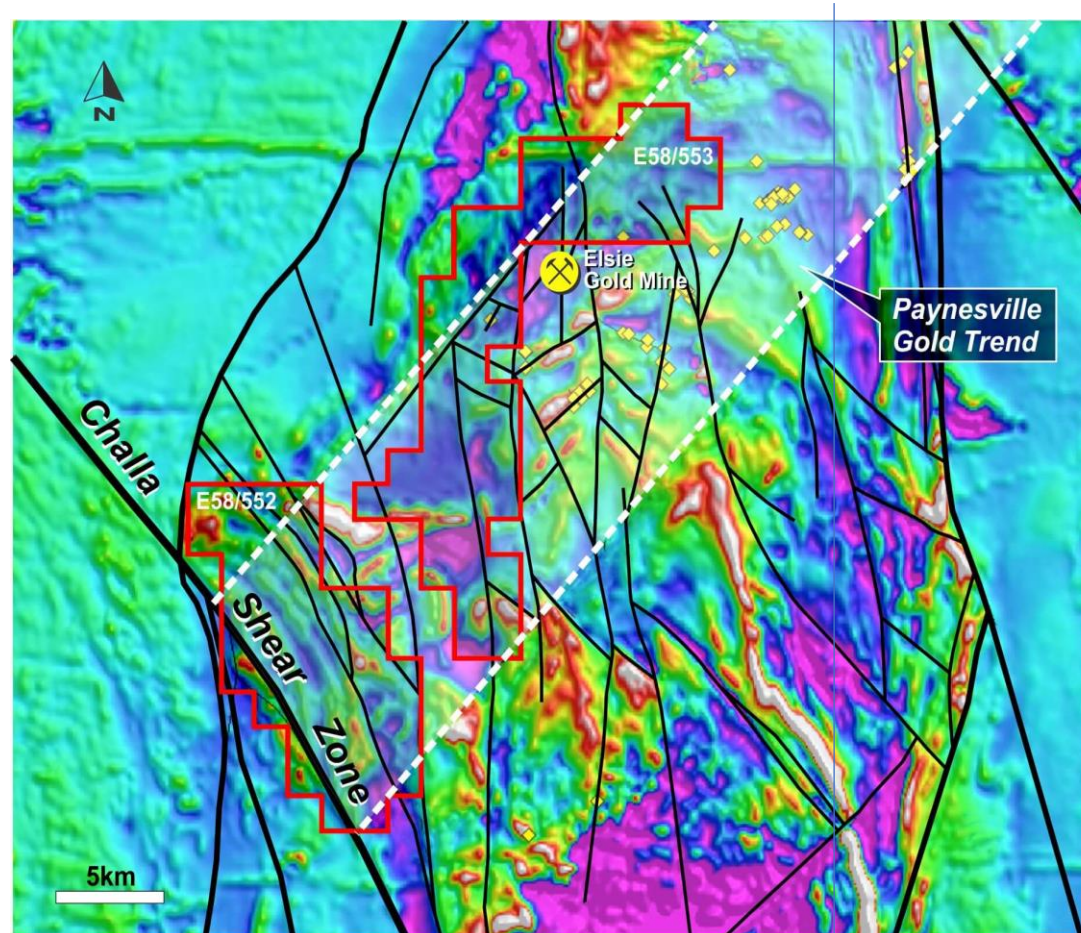 N
E58/553
Elsie
Gold Mine
Paynesville
Gold Trend
Challa
E58/552
Shear
Zone
5km